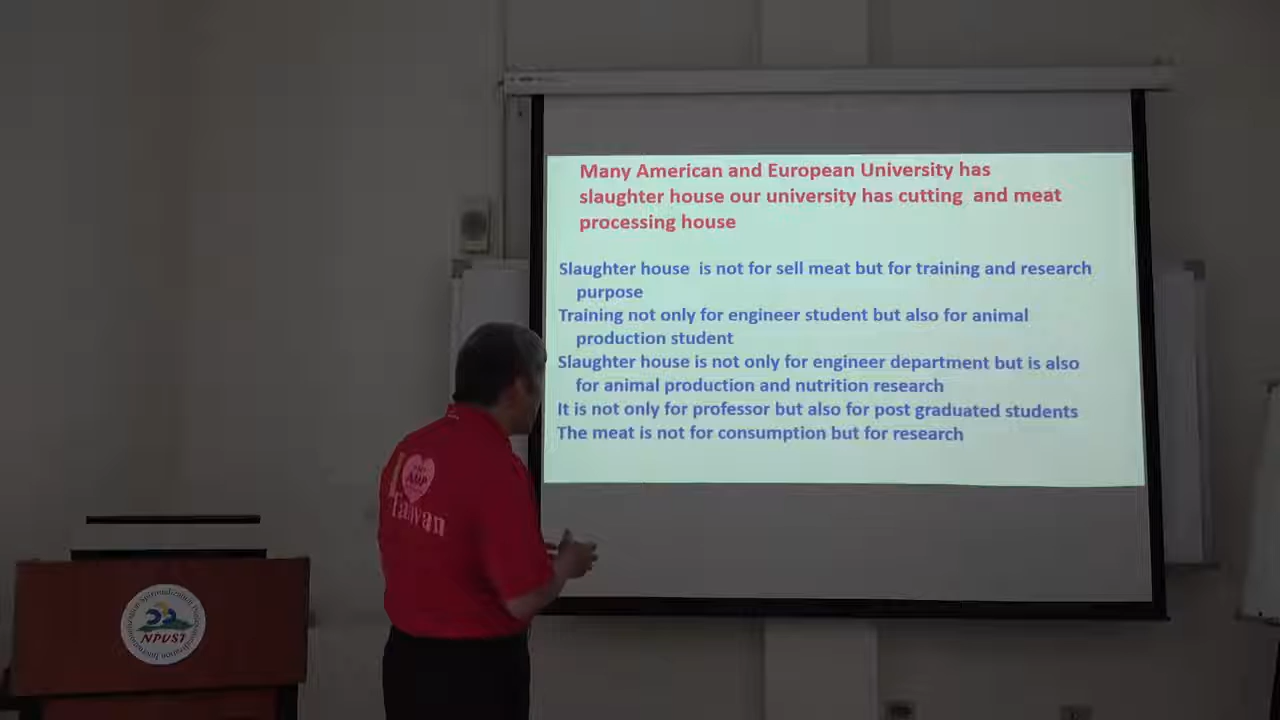 Many American and European University has
slaughter house our university has cutting and meat
processing house
Slaughter house is not for sell meat but for training and research
purpose
Training not only for engineer student but also for animal
production student
Slaughter house is not only for engineer department but is also
for animal production and nutrition research
It is not only for professor but also for post graduated students
The meat is not for consumption but for research
I
AMP
Taiwan
NPUST